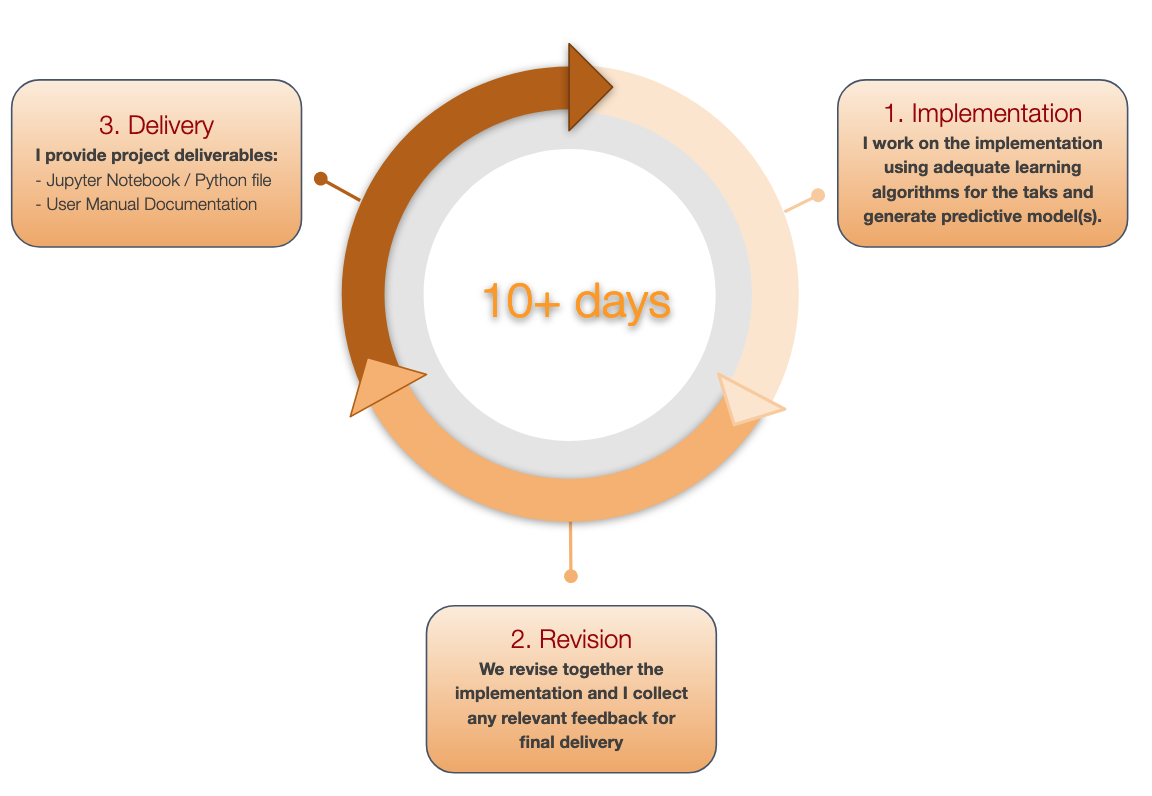 3. Delivery
I provide project deliverables:
- Jupyter Notebook / Python file
- User Manual Documentation
1. Implementation
I work on the implementation
using adequate learning
algorithms for the taks and
generate predictive model(s).
10+ days
2. Revision
We revise together the
implementation and I collect
any relevant feedback for
final delivery